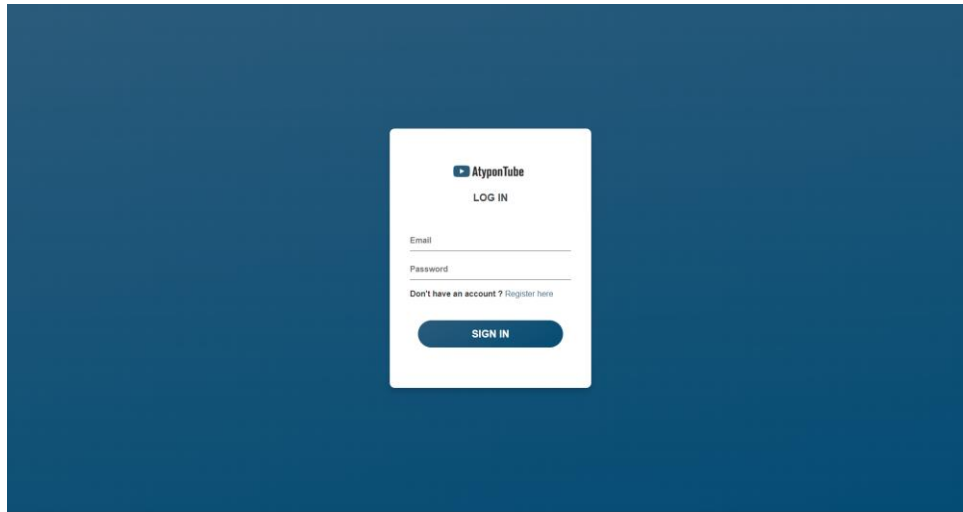 AtyponTube
LOG IN
Email
Password
Don't have an account ? Register here
SIGN IN